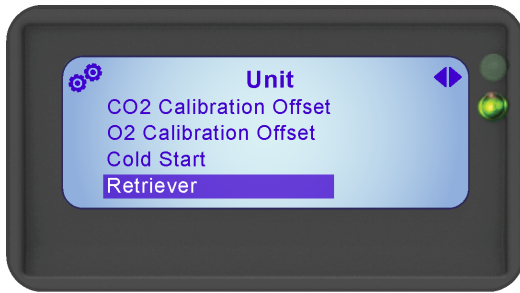 Unit
CO2 Calibration Offset
O2 Calibration Offset
Cold Start
Retriever